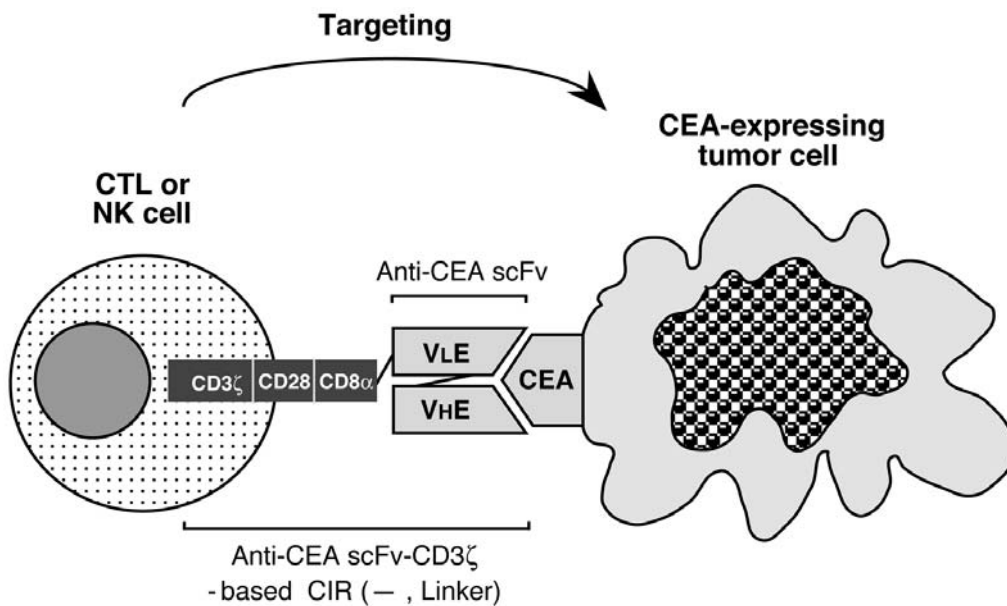 Targeting
CEA-expressing
tumor cell
CTL or
NK cell
Anti-CEA scFv
VLE
CD3ζ CD28 CD8α
CEA
VHE
Anti-CEA scFv-CD3ζ
-based CIR (— , Linker)